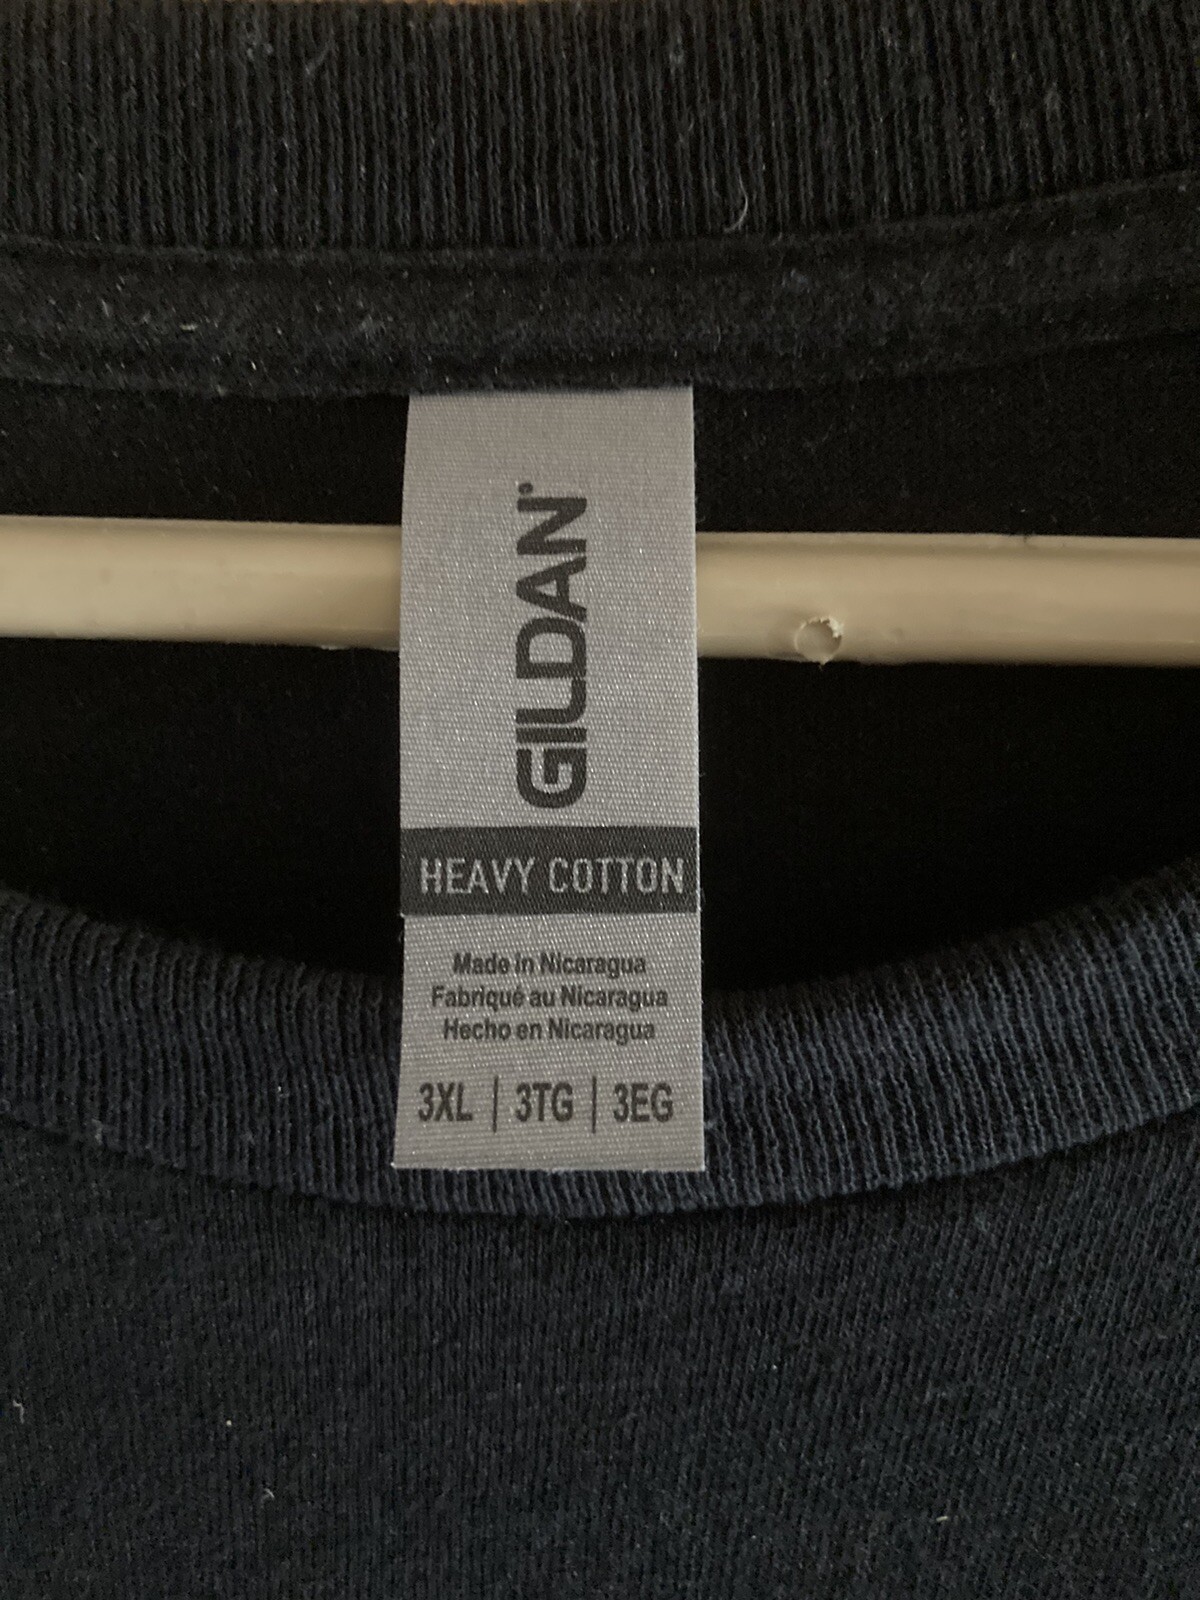 GILDAN®
HEAVY COTTON
Made in Nicaragua
Fabriqué au Nicaragua
Hecho en Nicaragua
3XL | 3TG | 3EG